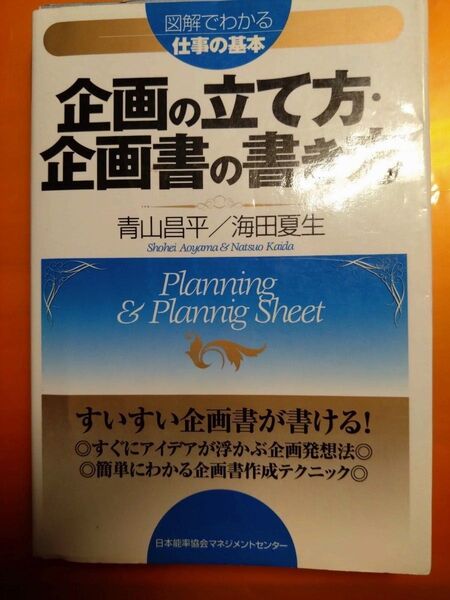 図解でわかる
仕事の基本
企画の立て方・
企画書の書き方
青山昌平／海田夏生
Shohei Aoyama & Natsuo Kaida
Planning
& Plannig Sheet
すいすい企画書が書ける!
◎すぐにアイデアが浮かぶ企画発想法◎
◎簡単にわかる企画書作成テクニック◎
日本能率協会マネジメントセンター